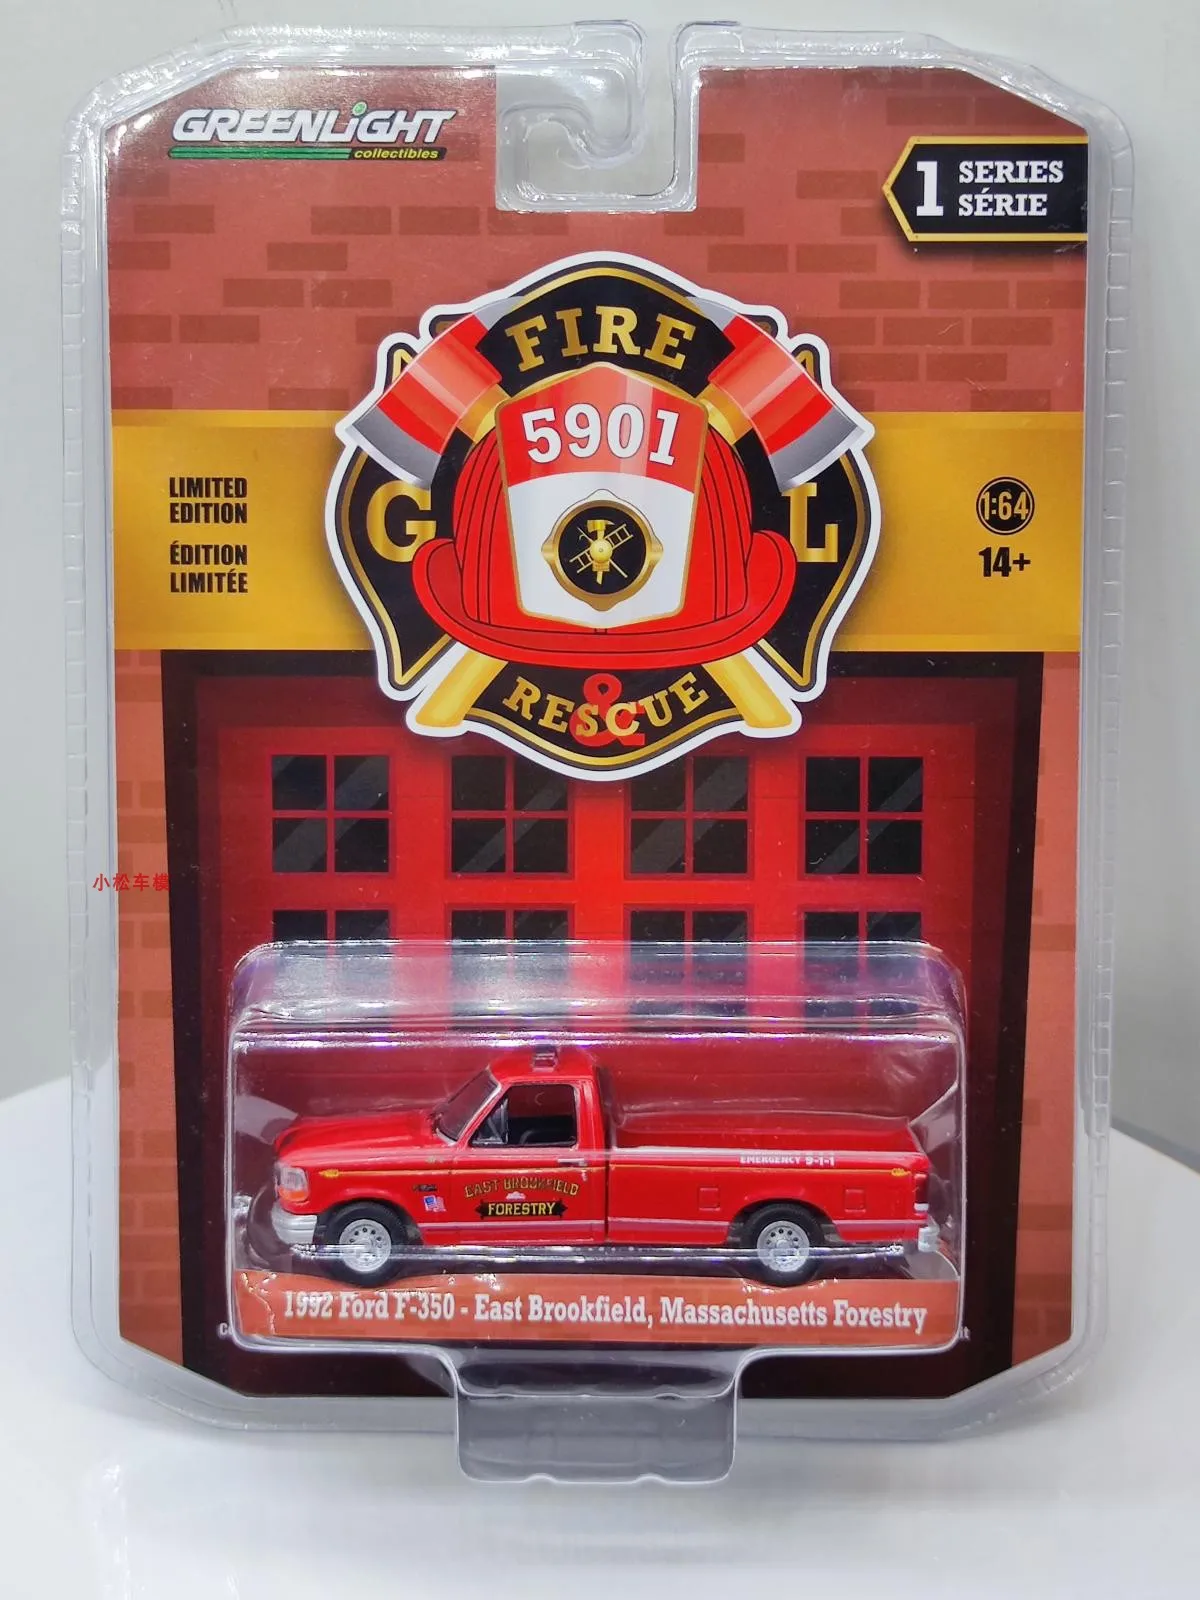 GREENLiGHT
collectibles
1 SERIES
SÉRIE
FIRE
5901
G L
LIMITED
EDITION
ÉDITION
LIMITÉE
1:64
14+
&
RESCUE
小松车模
EMERGENCY 9-1-1
EAST BROOKFIELD
FORESTRY
1992 Ford F-350 - East Brookfield, Massachusetts Forestry